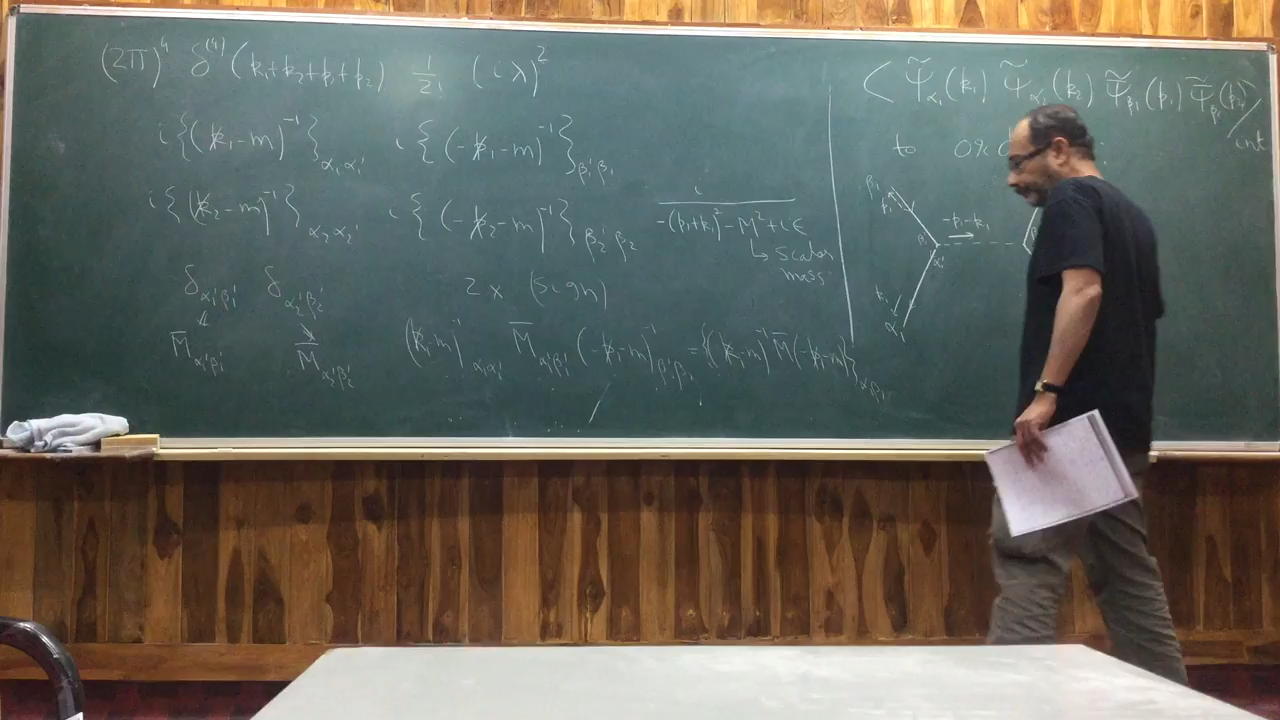 (2π)⁴ δ⁽⁴⁾(k₁+k₂+p₁+p₂) 1/2! (iλ)²
i{(k̸₁-m)⁻¹}_{α₁α₁'} i{(-p̸₁-m)⁻¹}_{β₁'β₁}
i{(k̸₂-m)⁻¹}_{α₂α₂'} i{(-p̸₂-m)⁻¹}_{β₂'β₂} i/(-(p₁+k₁)²-M²+iε)
↳ scalar
mass
δ_{α₁'β₁'} δ_{α₂'β₂'} 2 × (sign)
M̄_{α₁'β₁'} M̄_{α₂'β₂'} (k̸₁-m)⁻¹_{α₁α₁'} M̄_{α₁'β₁'} (-p̸₁-m)⁻¹_{β₁'β₁} = {(k̸₁-m)⁻¹ M̄ (-p̸₁-m)⁻¹}_{α₁β₁}
⟨ψ̃_{α₁}(k₁) ψ̃_{α₂}(k₂) ψ̄̃_{β₁}(p₁) ψ̄̃_{β₂}(p₂)⟩
int
to
β₁
-p₁-k₁
β₁'
α₁'
k₁
α₁